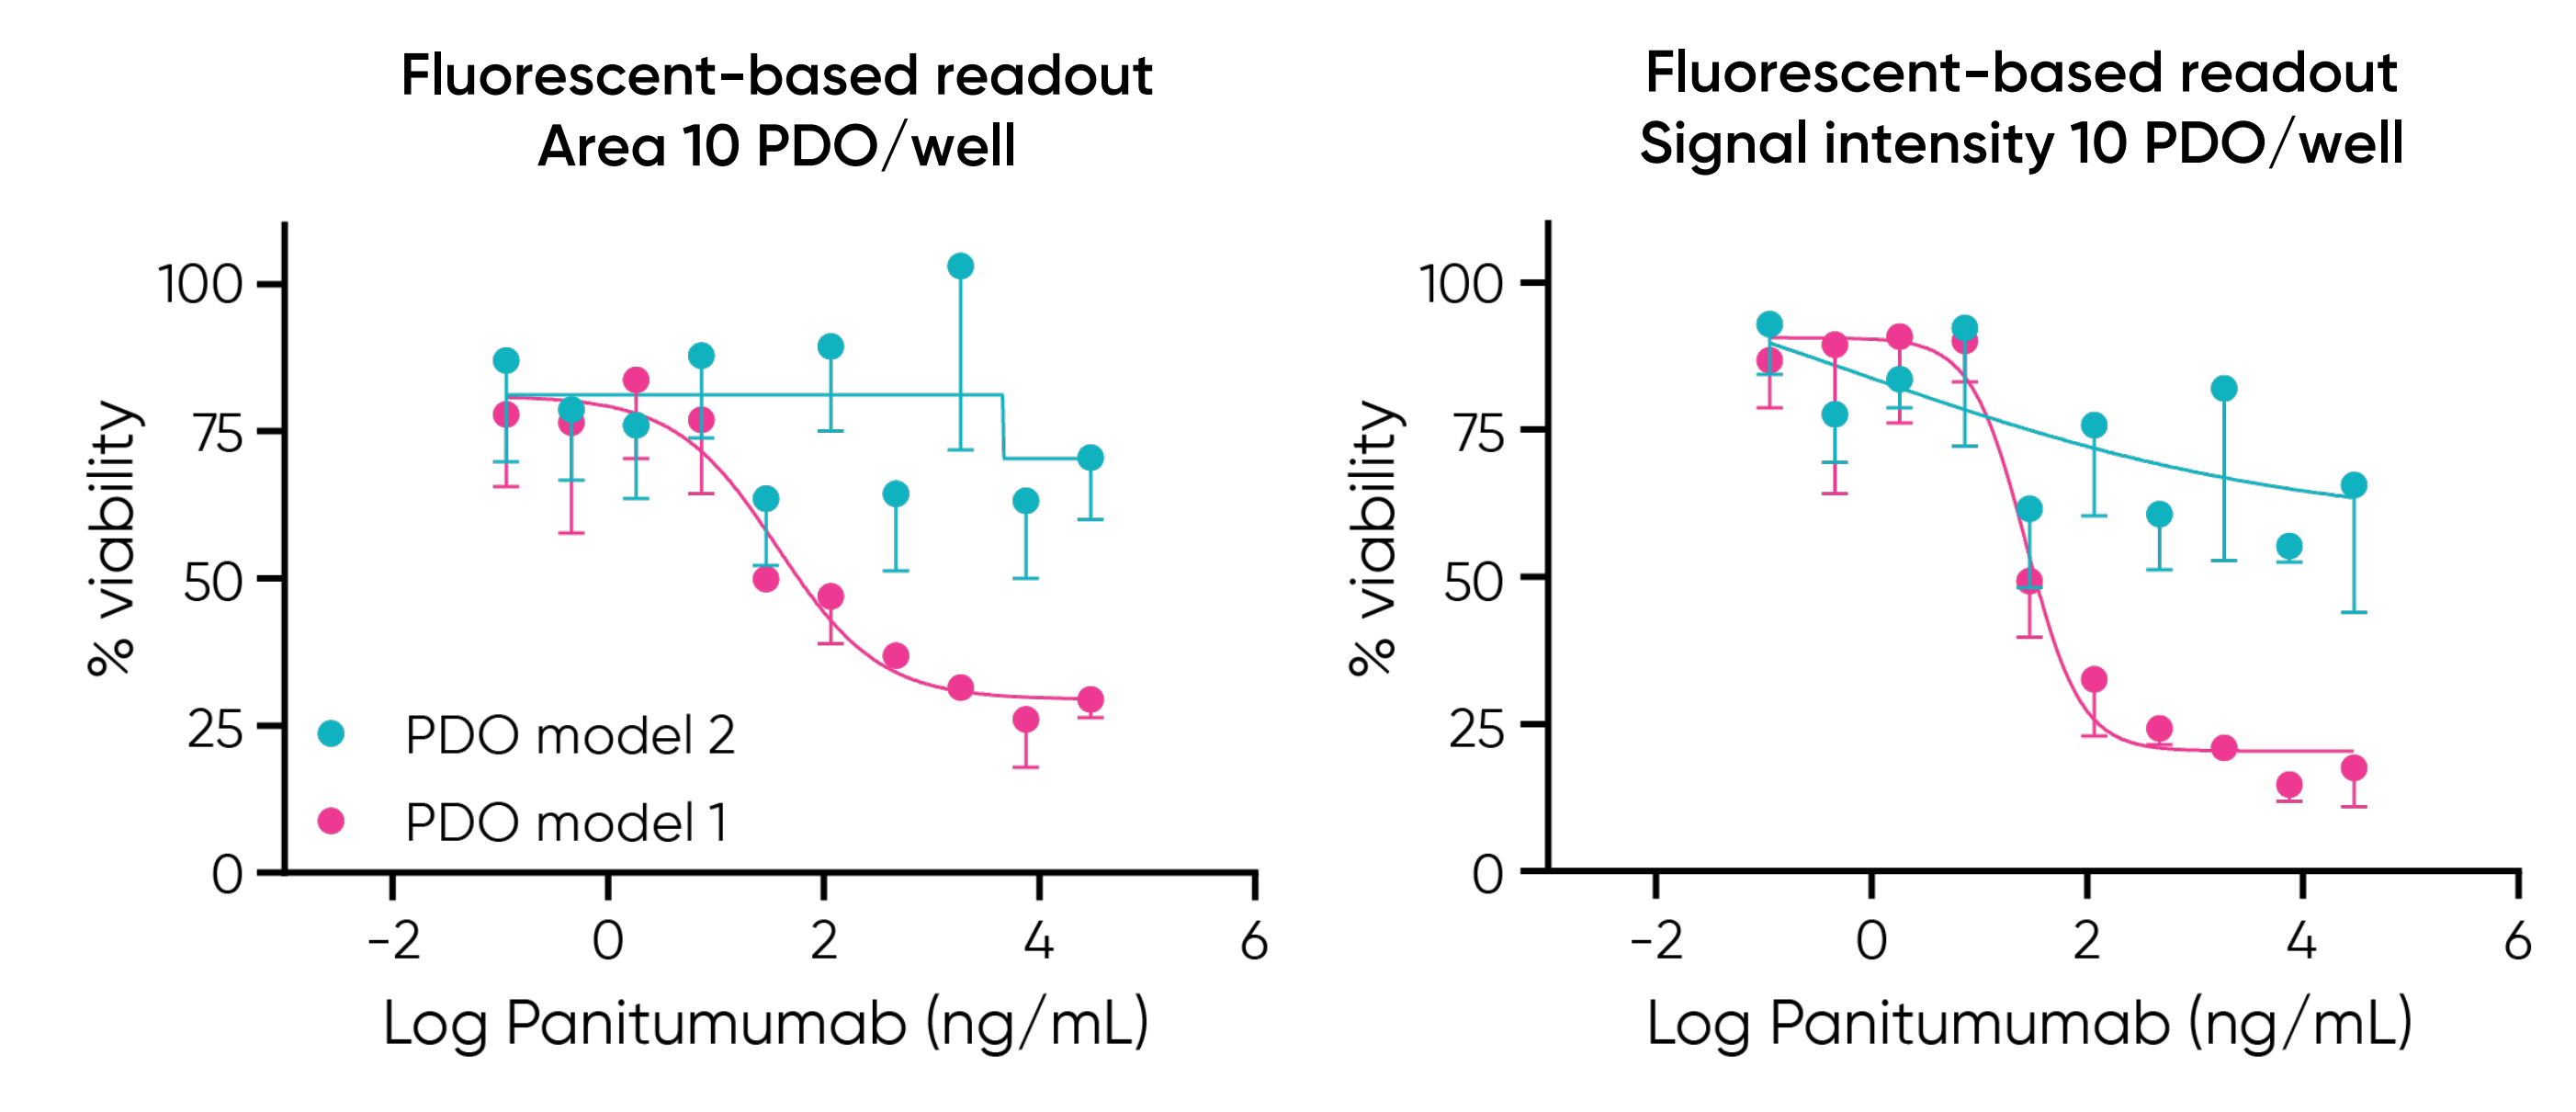 Fluorescent-based readout
Area 10 PDO/well
100
75
50
25
0
% viability
PDO model 2
PDO model 1
-2 0 2 4 6
Log Panitumumab (ng/mL)
Fluorescent-based readout
Signal intensity 10 PDO/well
100
75
50
25
0
% viability
-2 0 2 4 6
Log Panitumumab (ng/mL)